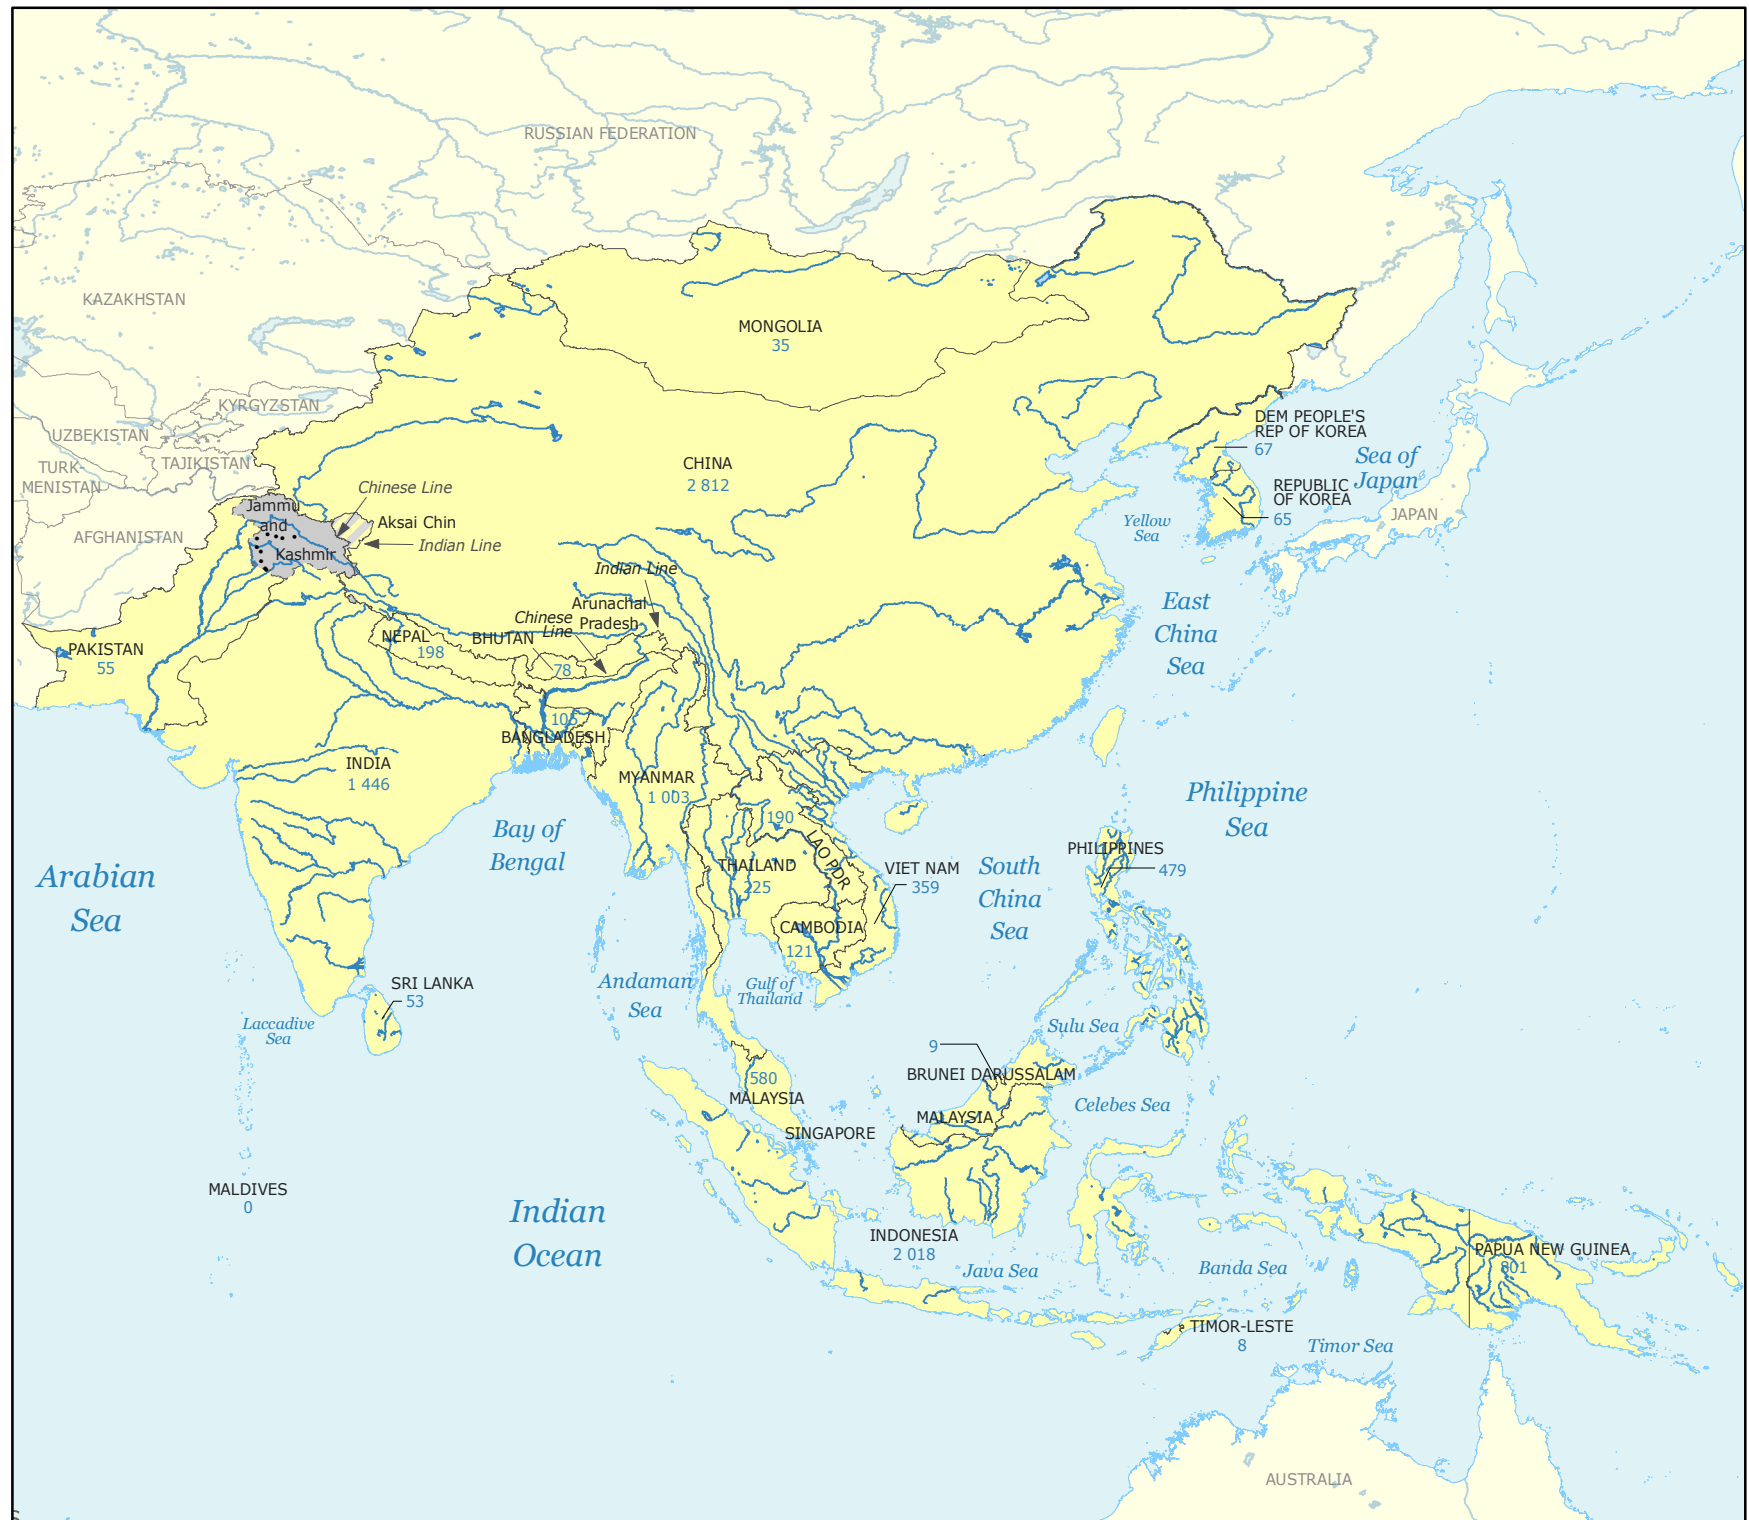 RUSSIAN FEDERATION
KAZAKHSTAN
MONGOLIA
35
KYRGYZSTAN
UZBEKISTAN
TAJIKISTAN
TURK-
MENISTAN
AFGHANISTAN
CHINA
2 812
DEM PEOPLE'S
REP OF KOREA
67
Sea of
Japan
REPUBLIC
OF KOREA
65
JAPAN
Yellow
Sea
Chinese Line
Jammu
and
Kashmir
Aksai Chin
Indian Line
Indian Line
Arunachal
Pradesh
Chinese
Line
East
China
Sea
PAKISTAN
55
NEPAL
198
BHUTAN
78
105
BANGLADESH
INDIA
1 446
MYANMAR
1 003
190
LAO PDR
THAILAND
225
VIET NAM
359
CAMBODIA
121
Philippine
Sea
PHILIPPINES
479
Bay of
Bengal
South
China
Sea
Arabian
Sea
Andaman
Sea
Gulf of
Thailand
SRI LANKA
53
Laccadive
Sea
Sulu Sea
9
BRUNEI DARUSSALAM
580
MALAYSIA
MALAYSIA
Celebes Sea
SINGAPORE
MALDIVES
0
Indian
Ocean
INDONESIA
2 018
Java Sea
Banda Sea
PAPUA NEW GUINEA
801
TIMOR-LESTE
8
Timor Sea
AUSTRALIA